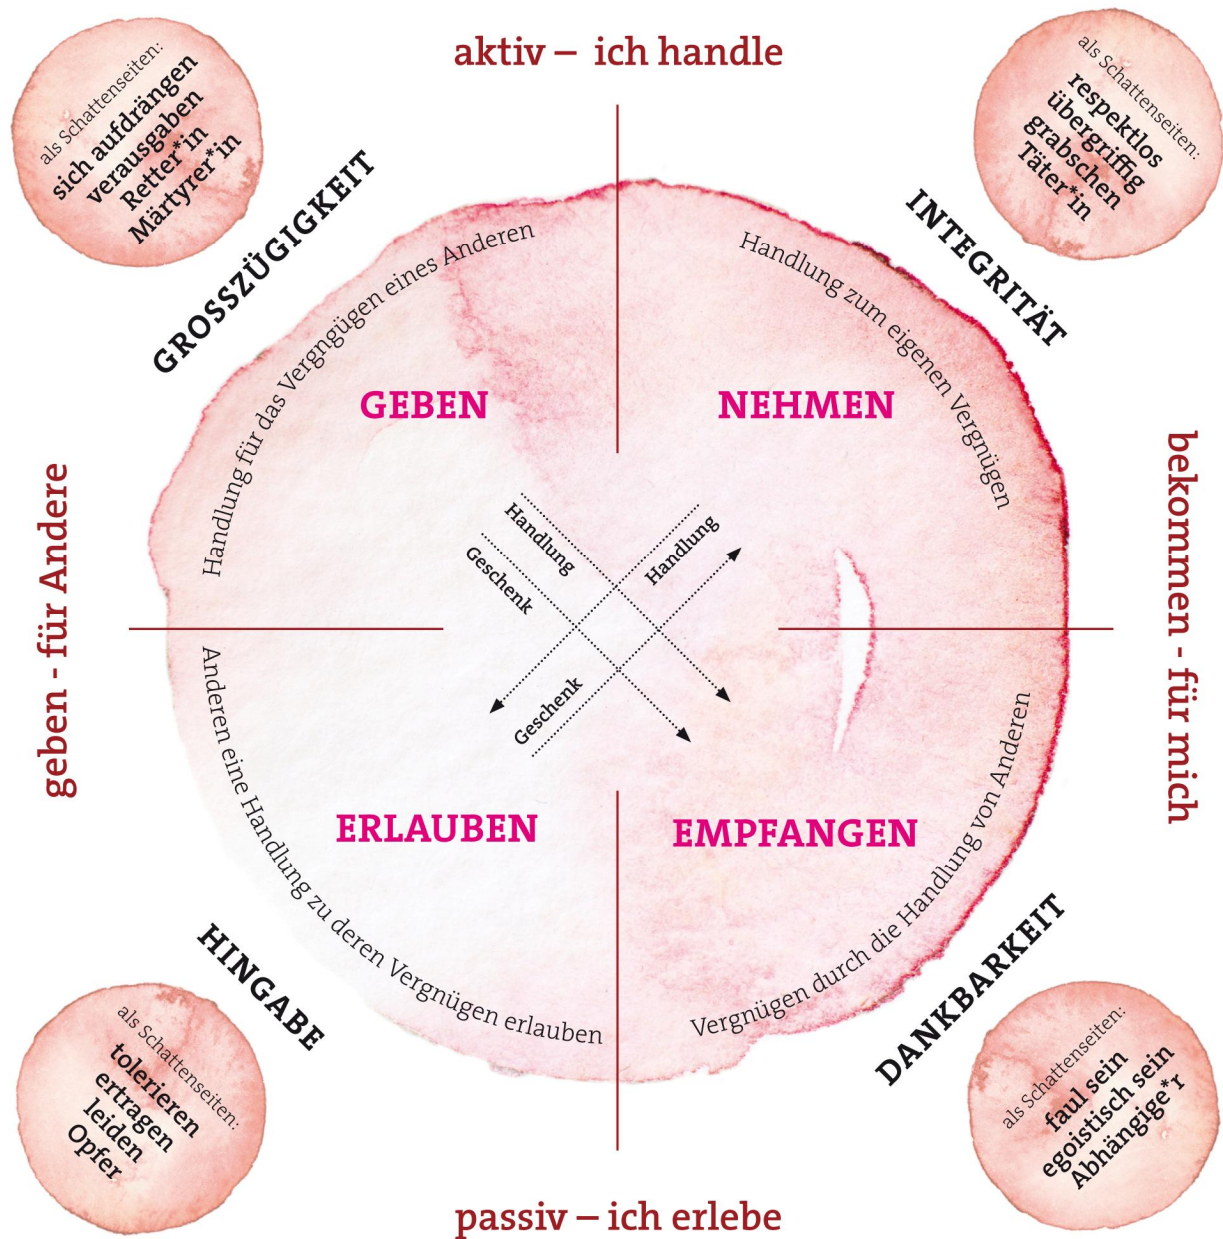 aktiv – ich handle
als Schattenseiten:
sich aufdrängen
verausgaben
Retter*in
Märtyrer*in
als Schattenseiten:
respektlos
übergriffig
grabschen
Täter*in
GROSSZÜGIGKEIT
INTEGRITÄT
Handlung für das Vergngügen eines Anderen
Handlung zum eigenen Vergnügen
GEBEN
NEHMEN
geben - für Andere
bekommen - für mich
Handlung
Geschenk
Handlung
Geschenk
ERLAUBEN
EMPFANGEN
Anderen eine Handlung zu deren Vergnügen erlauben
Vergnügen durch die Handlung von Anderen
HINGABE
DANKBARKEIT
als Schattenseiten:
tolerieren
ertragen
leiden
Opfer
als Schattenseiten:
faul sein
egoistisch sein
Abhängige*r
passiv – ich erlebe